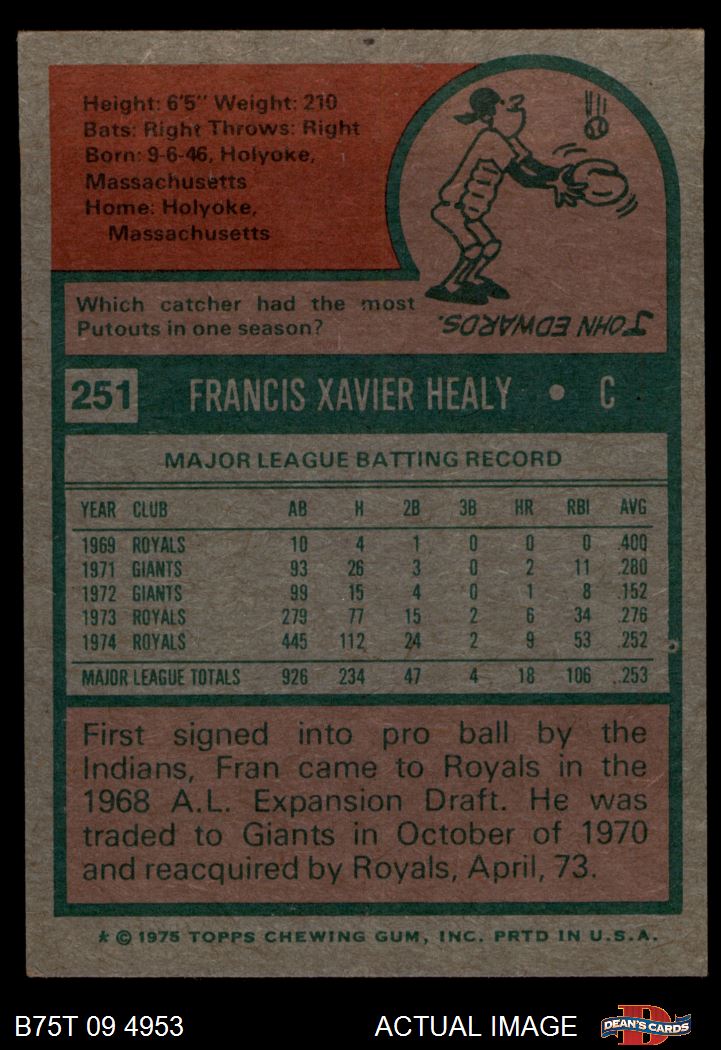 Height: 6'5" Weight: 210
Bats: Right Throws: Right
Born: 9-6-46, Holyoke,
Massachusetts
Home: Holyoke,
Massachusetts
Which catcher had the most
Putouts in one season?
JOHN EDWARDS.
251 FRANCIS XAVIER HEALY • C
MAJOR LEAGUE BATTING RECORD
YEAR CLUB AB H 2B 3B HR RBI AVG
1969 ROYALS 10 4 1 0 0 0 .400
1971 GIANTS 93 26 3 0 2 11 .280
1972 GIANTS 99 15 4 0 1 8 .152
1973 ROYALS 279 77 15 2 6 34 .276
1974 ROYALS 445 112 24 2 9 53 .252
MAJOR LEAGUE TOTALS 926 234 47 4 18 106 .253
First signed into pro ball by the
Indians, Fran came to Royals in the
1968 A.L. Expansion Draft. He was
traded to Giants in October of 1970
and reacquired by Royals, April, 73.
* © 1975 TOPPS CHEWING GUM, INC. PRTD IN U.S.A.
B75T 09 4953 ACTUAL IMAGE D DEAN'S CARDS